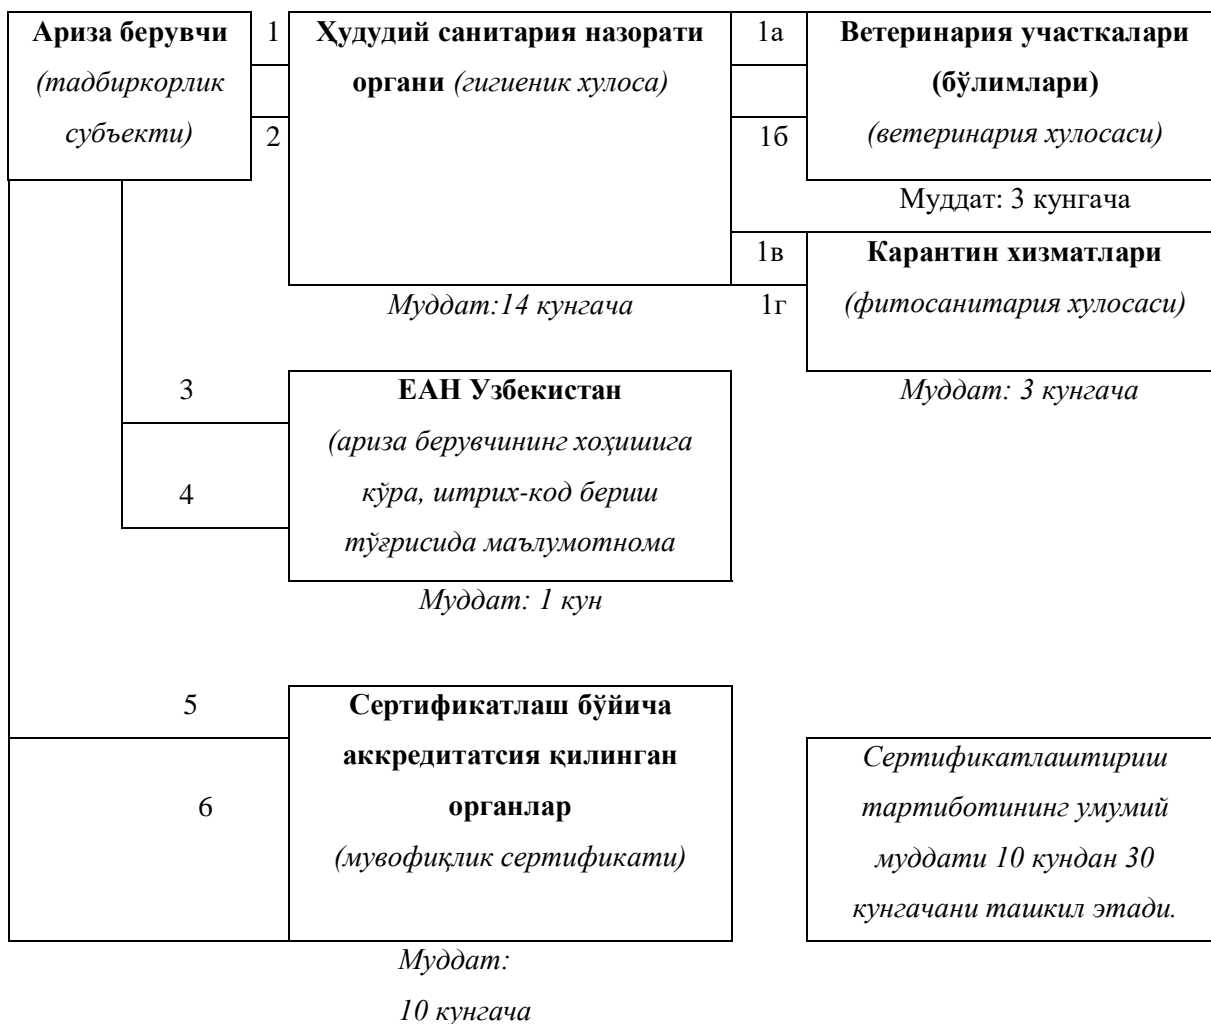 Ариза берувчи
(тадбиркорлик
субъекти)
1
2
Ҳудудий санитария назорати
органи (гигиеник хулоса)
Муддат:14 кунгача
1а
1б
Ветеринария участкалари
(бўлимлари)
(ветеринария хулосаси)
Муддат: 3 кунгача
1в
1г
Карантин хизматлари
(фитосанитария хулосаси)
Муддат: 3 кунгача
3
4
ЕАН Узбекистан
(ариза берувчининг хоҳишига
кўра, штрих-код бериш
тўғрисида маълумотнома
Муддат: 1 кун
5
6
Сертификатлаш бўйича
аккредитатсия қилинган
органлар
(мувофиқлик сертификати)
Муддат:
10 кунгача
Сертификатлаштириш
тартиботининг умумий
муддати 10 кундан 30
кунгачани ташкил этади.